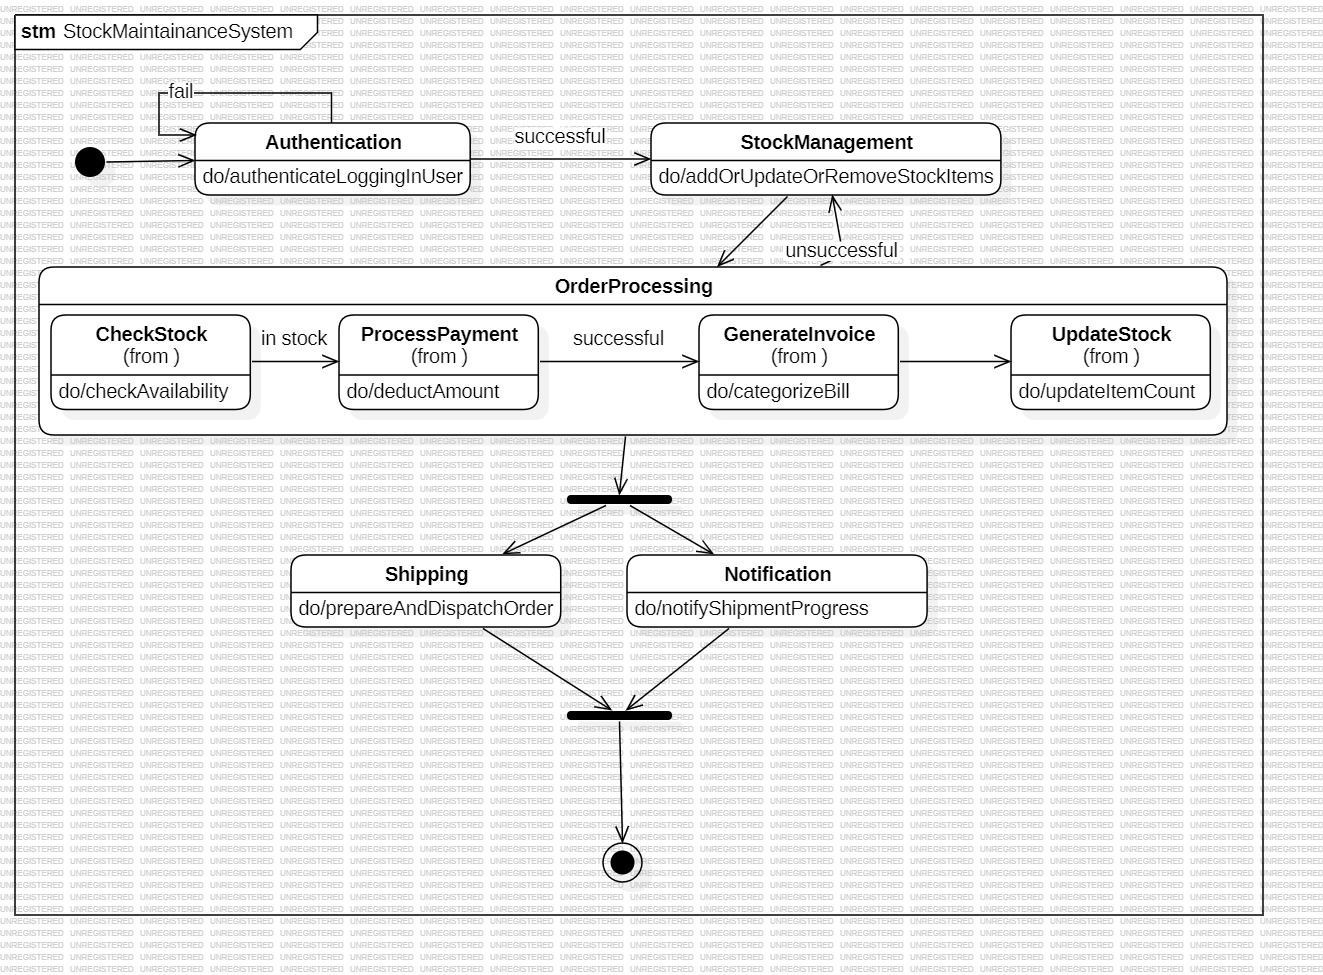 stm StockMaintainanceSystem
fail
Authentication
do/authenticateLoggingInUser
successful
StockManagement
do/addOrUpdateOrRemoveStockItems
unsuccessful
OrderProcessing
CheckStock
(from )
do/checkAvailability
in stock
ProcessPayment
(from )
do/deductAmount
successful
GenerateInvoice
(from )
do/categorizeBill
UpdateStock
(from )
do/updateItemCount
Shipping
do/prepareAndDispatchOrder
Notification
do/notifyShipmentProgress
UNREGISTERED